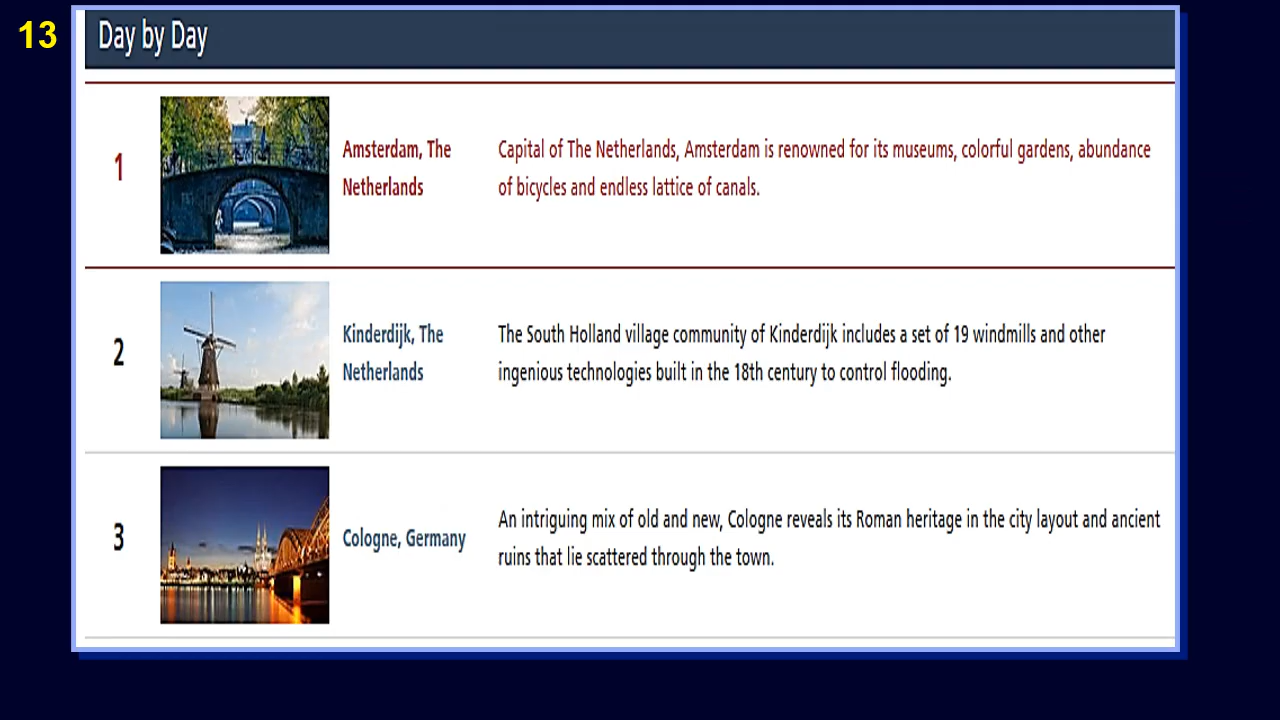 13
Day by Day
1
Amsterdam, The
Netherlands
Capital of The Netherlands, Amsterdam is renowned for its museums, colorful gardens, abundance
of bicycles and endless lattice of canals.
2
Kinderdijk, The
Netherlands
The South Holland village community of Kinderdijk includes a set of 19 windmills and other
ingenious technologies built in the 18th century to control flooding.
3
Cologne, Germany
An intriguing mix of old and new, Cologne reveals its Roman heritage in the city layout and ancient
ruins that lie scattered through the town.